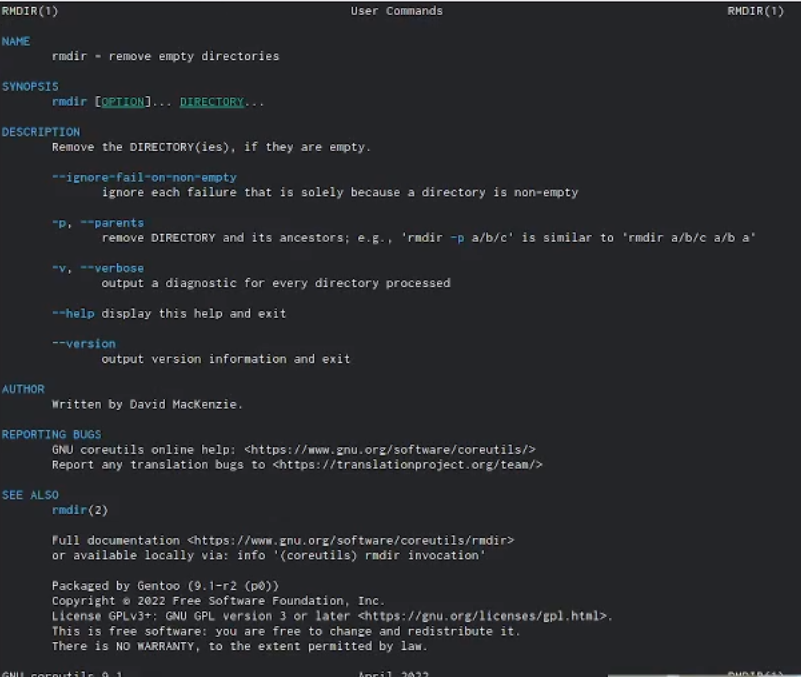 RMDIR(1) User Commands RMDIR(1)
NAME
rmdir - remove empty directories
SYNOPSIS
rmdir [OPTION]... DIRECTORY...
DESCRIPTION
Remove the DIRECTORY(ies), if they are empty.
--ignore-fail-on-non-empty
ignore each failure that is solely because a directory is non-empty
-p, --parents
remove DIRECTORY and its ancestors; e.g., 'rmdir -p a/b/c' is similar to 'rmdir a/b/c a/b a'
-v, --verbose
output a diagnostic for every directory processed
--help display this help and exit
--version
output version information and exit
AUTHOR
Written by David MacKenzie.
REPORTING BUGS
GNU coreutils online help: <https://www.gnu.org/software/coreutils/>
Report any translation bugs to <https://translationproject.org/team/>
SEE ALSO
rmdir(2)
Full documentation <https://www.gnu.org/software/coreutils/rmdir>
or available locally via: info '(coreutils) rmdir invocation'
Packaged by Gentoo (9.1-r2 (p0))
Copyright © 2022 Free Software Foundation, Inc.
License GPLv3+: GNU GPL version 3 or later <https://gnu.org/licenses/gpl.html>.
This is free software: you are free to change and redistribute it.
There is NO WARRANTY, to the extent permitted by law.
GNU coreutils 9.1 April 2022 RMDIR(1)